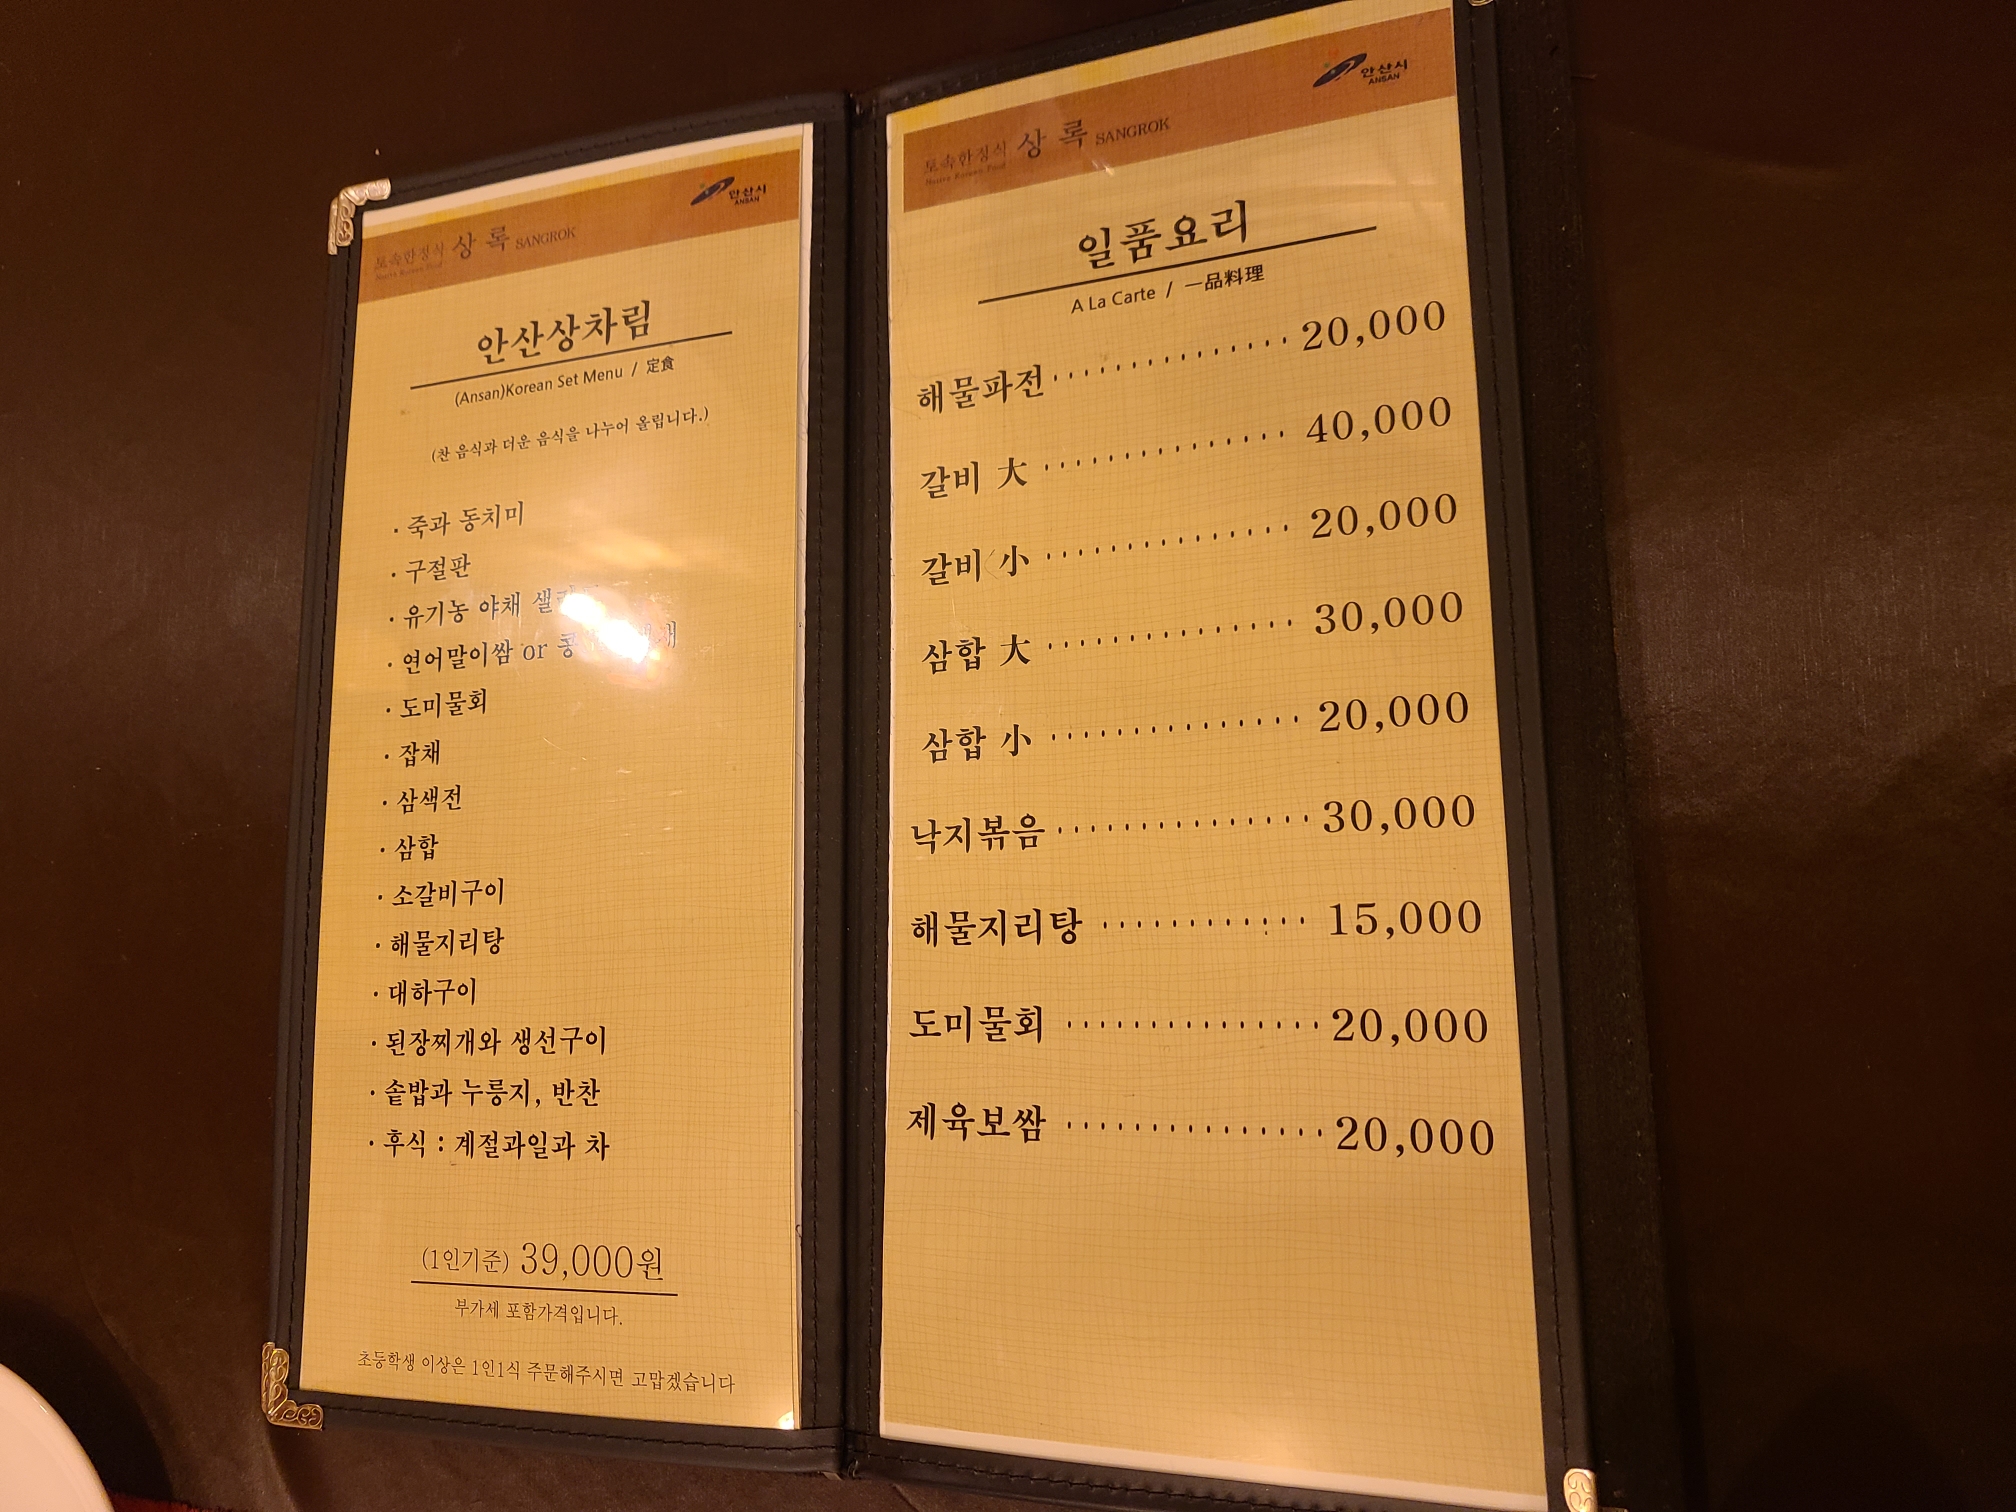 토속한정식 상록 SANGROK
Native Korean Food
안산시
ANSAN
안산상차림
(Ansan)Korean Set Menu / 定食
(찬 음식과 더운 음식을 나누어 올립니다.)
· 죽과 동치미
· 구절판
· 유기농 야채
· 연어말이쌈 or
· 도미물회
· 잡채
· 삼색전
· 삼합
· 소갈비구이
· 해물지리탕
· 대하구이
· 된장찌개와 생선구이
· 솥밥과 누릉지, 반찬
· 후식 : 계절과일과 차
(1인기준) 39,000원
부가세 포함가격입니다.
초등학생 이상은 1인1식 주문해주시면 고맙겠습니다
토속한정식 상록 SANGROK
Native Korean Food
안산시
ANSAN
일품요리
A La Carte / 一品料理
해물파전 ·············· 20,000
갈비 大 ·············· 40,000
갈비 小 ·············· 20,000
삼합 大 ·············· 30,000
삼합 小 ·············· 20,000
낙지볶음 ·············· 30,000
해물지리탕 ·············· 15,000
도미물회 ·············· 20,000
제육보쌈 ·············· 20,000